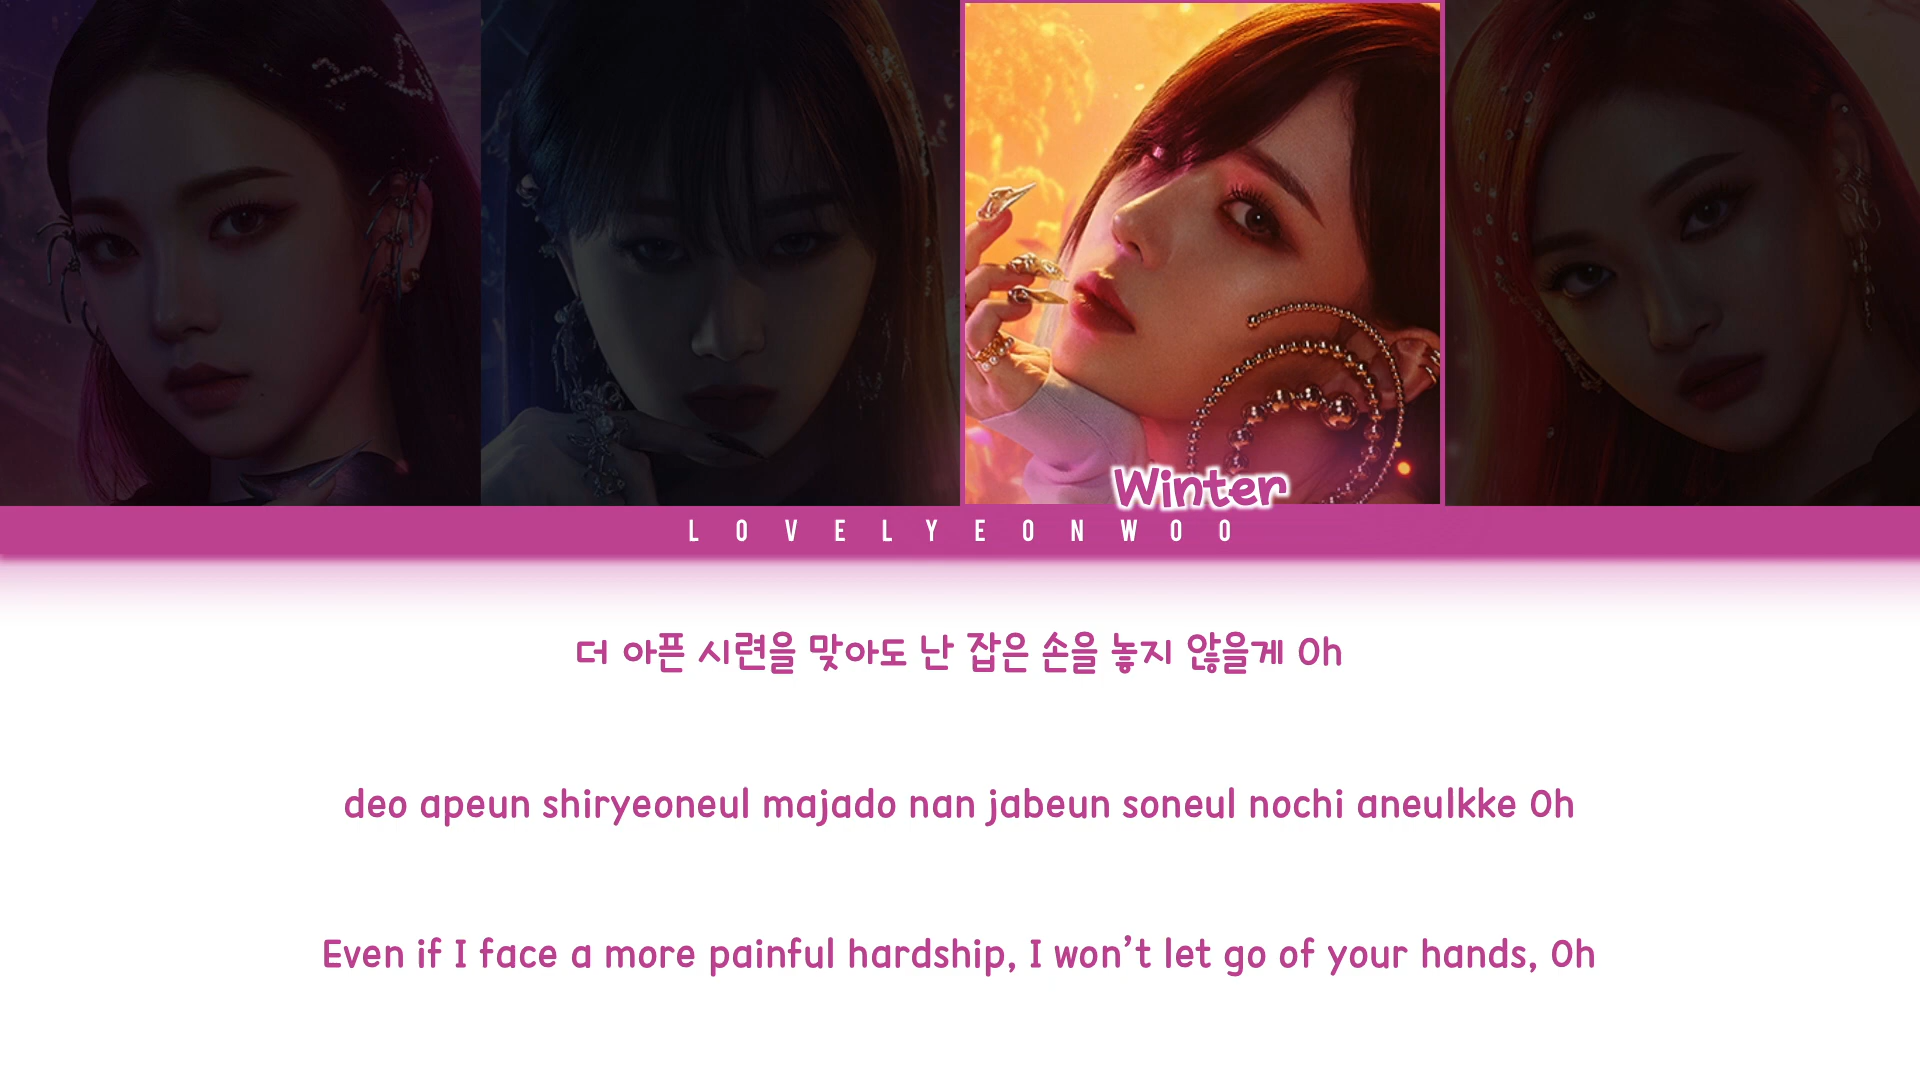 Winter
LOVELYEONWOO
더 아픈 시련을 맞아도 난 잡은 손을 놓지 않을게 Oh
deo apeun shiryeoneul majado nan jabeun soneul nochi aneulkke Oh
Even if I face a more painful hardship, I won’t let go of your hands, Oh